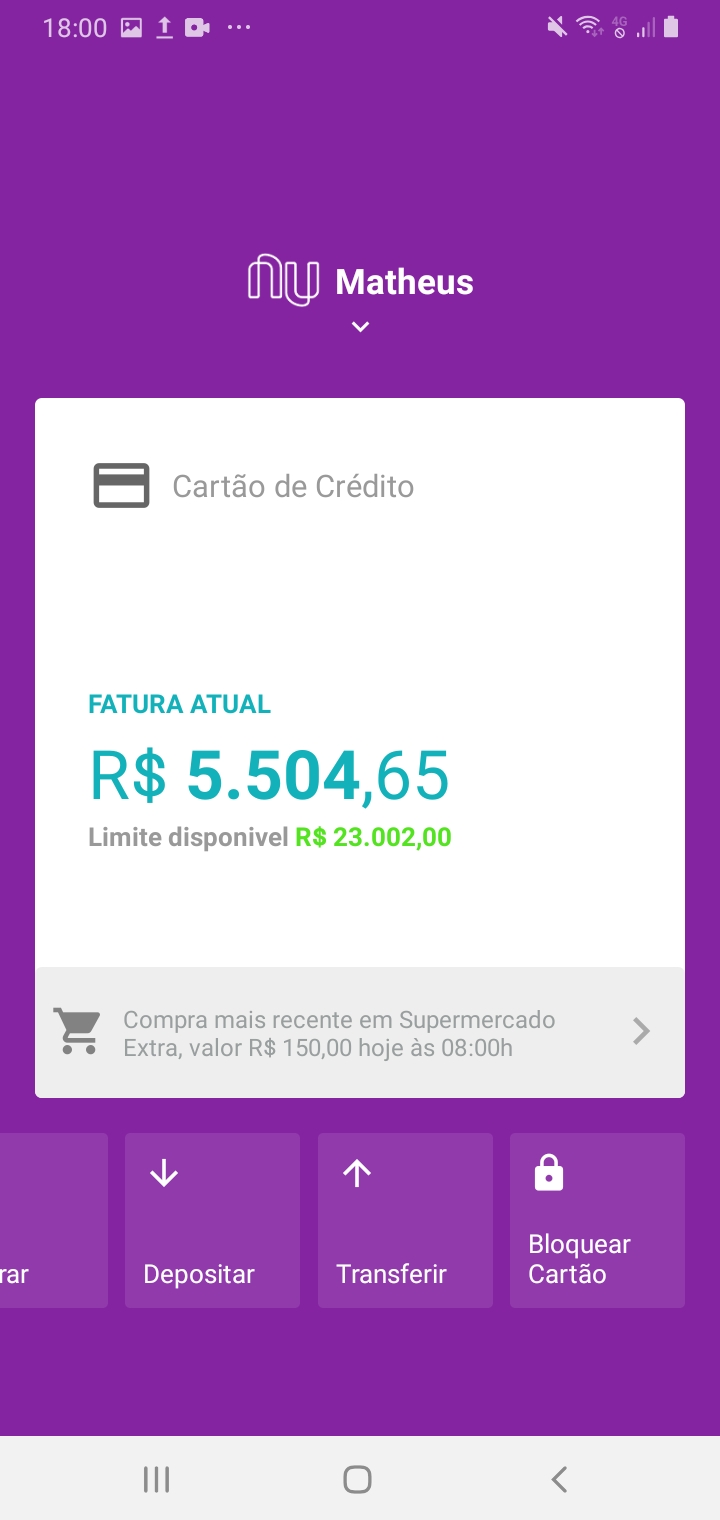 18:00
4G
nu Matheus
Cartão de Crédito
FATURA ATUAL
R$ 5.504,65
Limite disponivel R$ 23.002,00
Compra mais recente em Supermercado
Extra, valor R$ 150,00 hoje às 08:00h
rar
Depositar
Transferir
Bloquear
Cartão